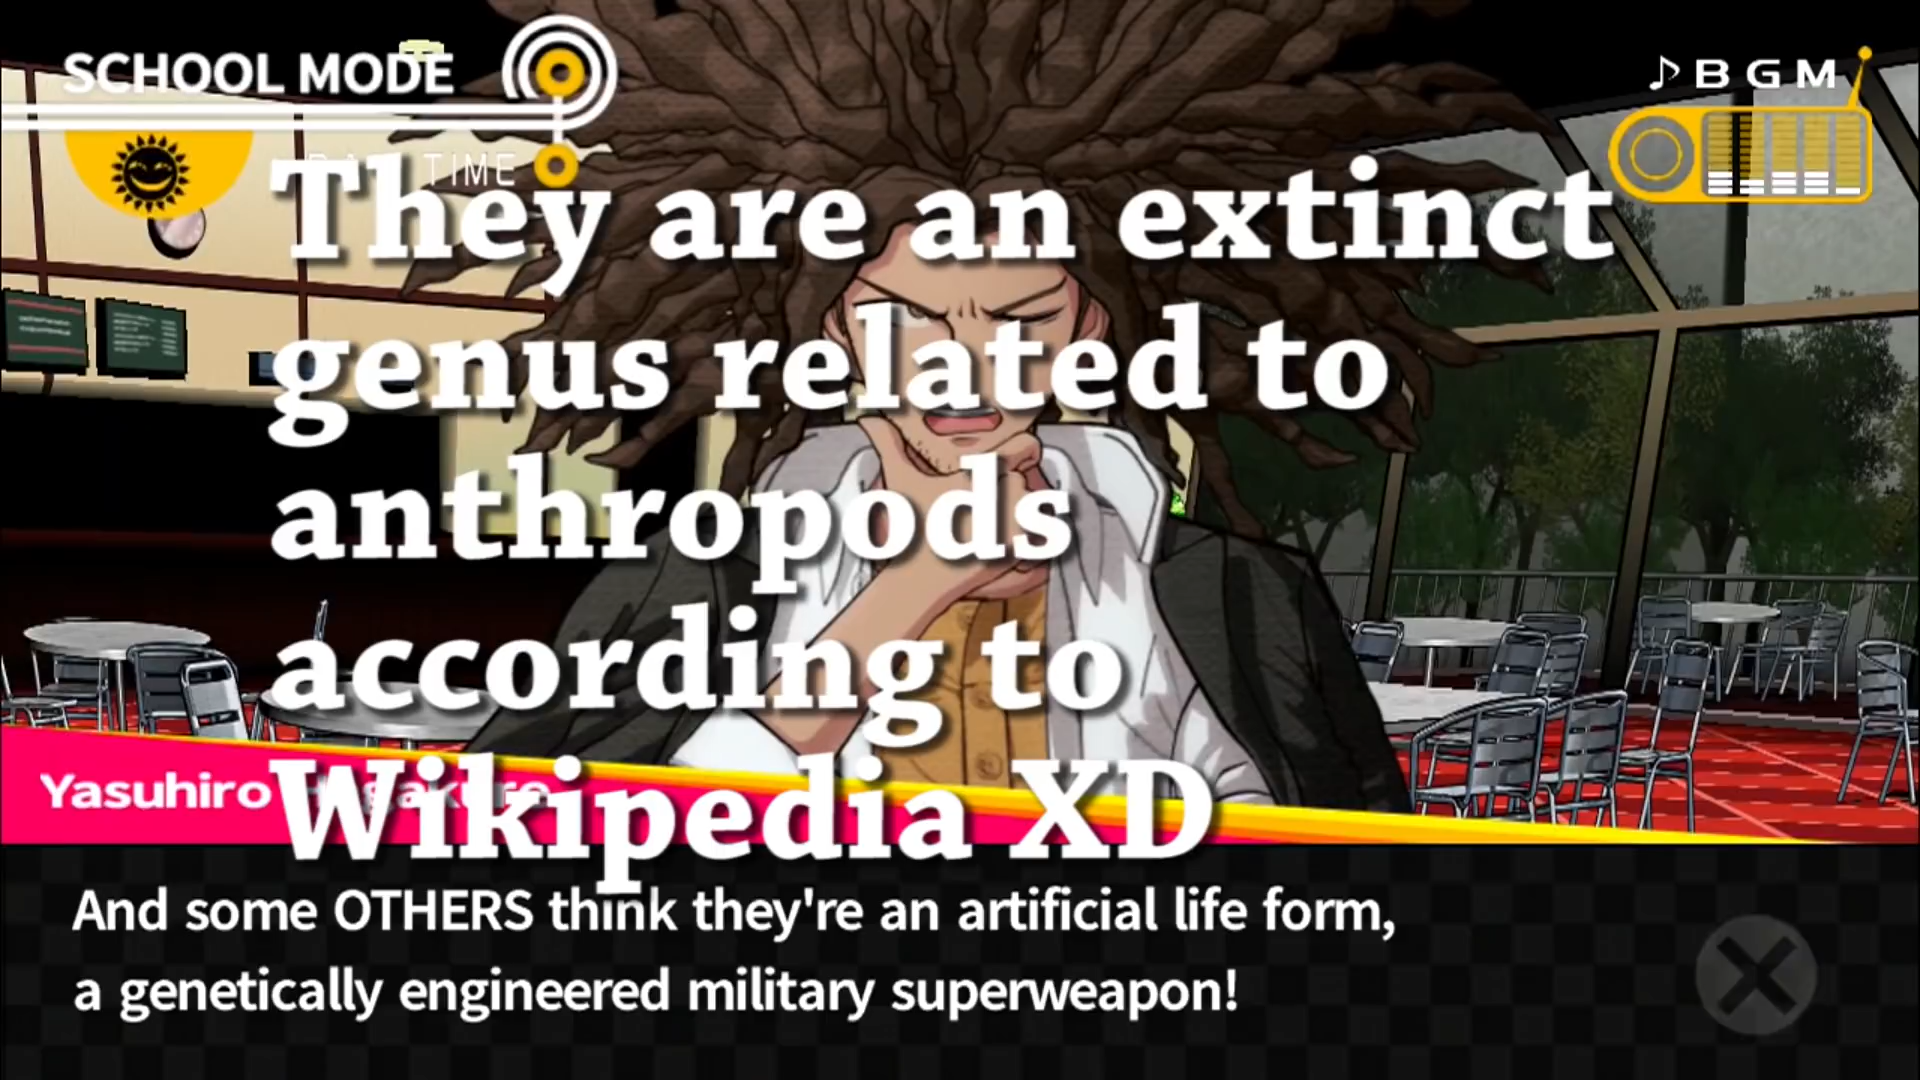 SCHOOL MODE
♪BGM
TIME
They are an extinct
genus related to
anthropods
according to
Wikipedia XD
Yasuhiro
And some OTHERS think they're an artificial life form,
a genetically engineered military superweapon!